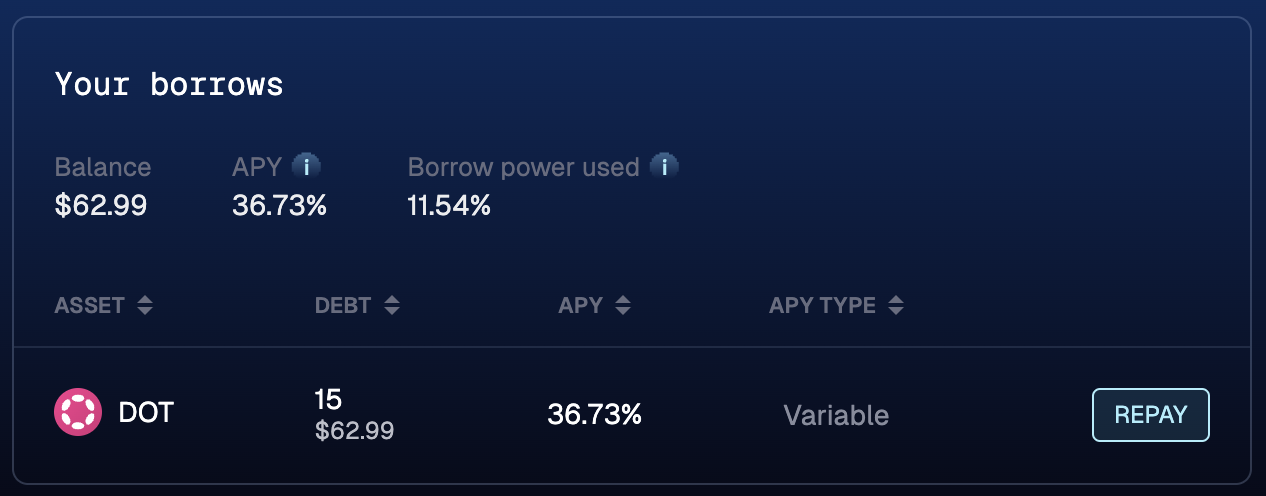 Your borrows
Balance APY i Borrow power used i
$62.99 36.73% 11.54%
ASSET DEBT APY APY TYPE
DOT 15 36.73% Variable REPAY
$62.99